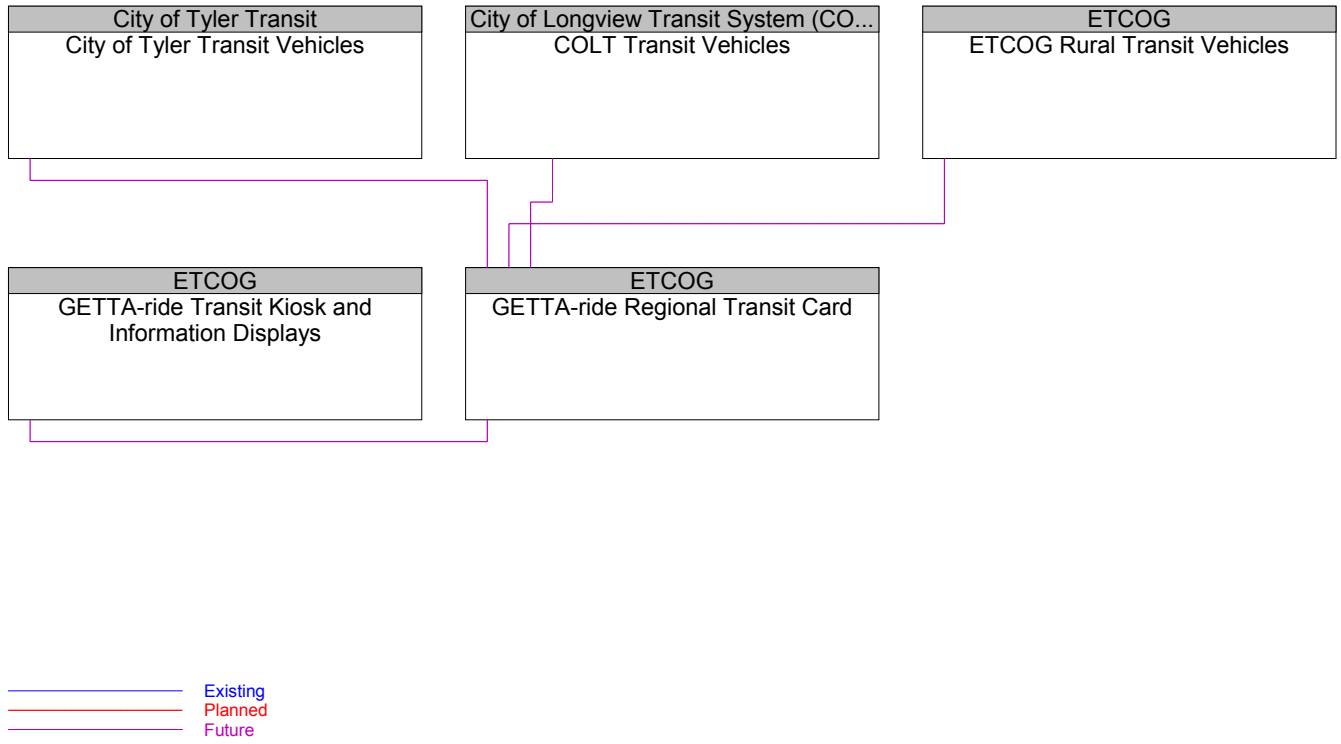 City of Tyler Transit
City of Tyler Transit Vehicles
City of Longview Transit System (CO...
COLT Transit Vehicles
ETCOG
ETCOG Rural Transit Vehicles
ETCOG
GETTA-ride Transit Kiosk and
Information Displays
ETCOG
GETTA-ride Regional Transit Card
Existing
Planned
Future